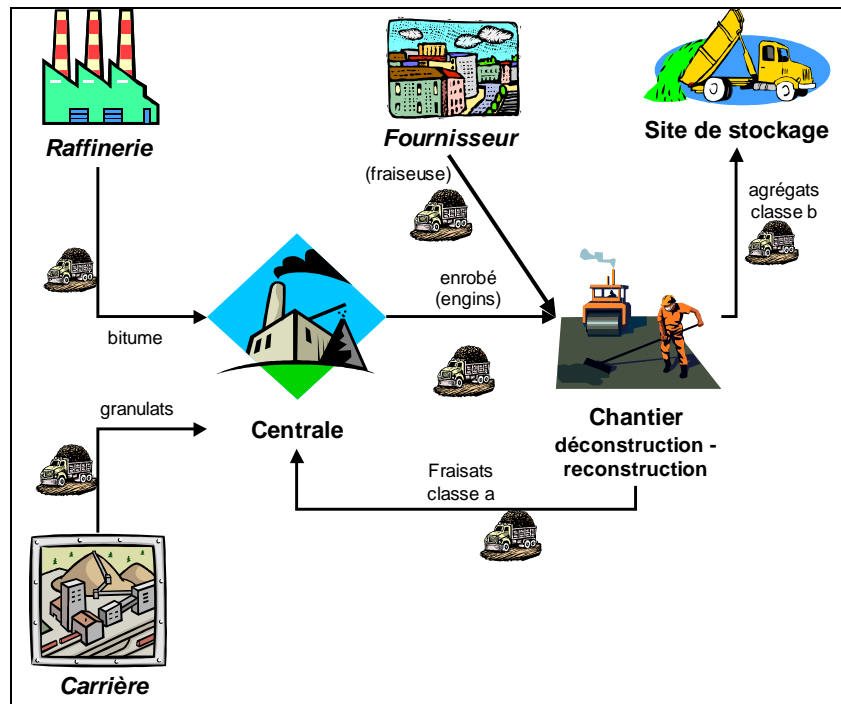 Raffinerie
Fournisseur
Site de stockage
(fraiseuse)
agrégats
classe b
enrobé
(engins)
bitume
granulats
Centrale
Chantier
déconstruction -
reconstruction
Fraisats
classe a
Carrière